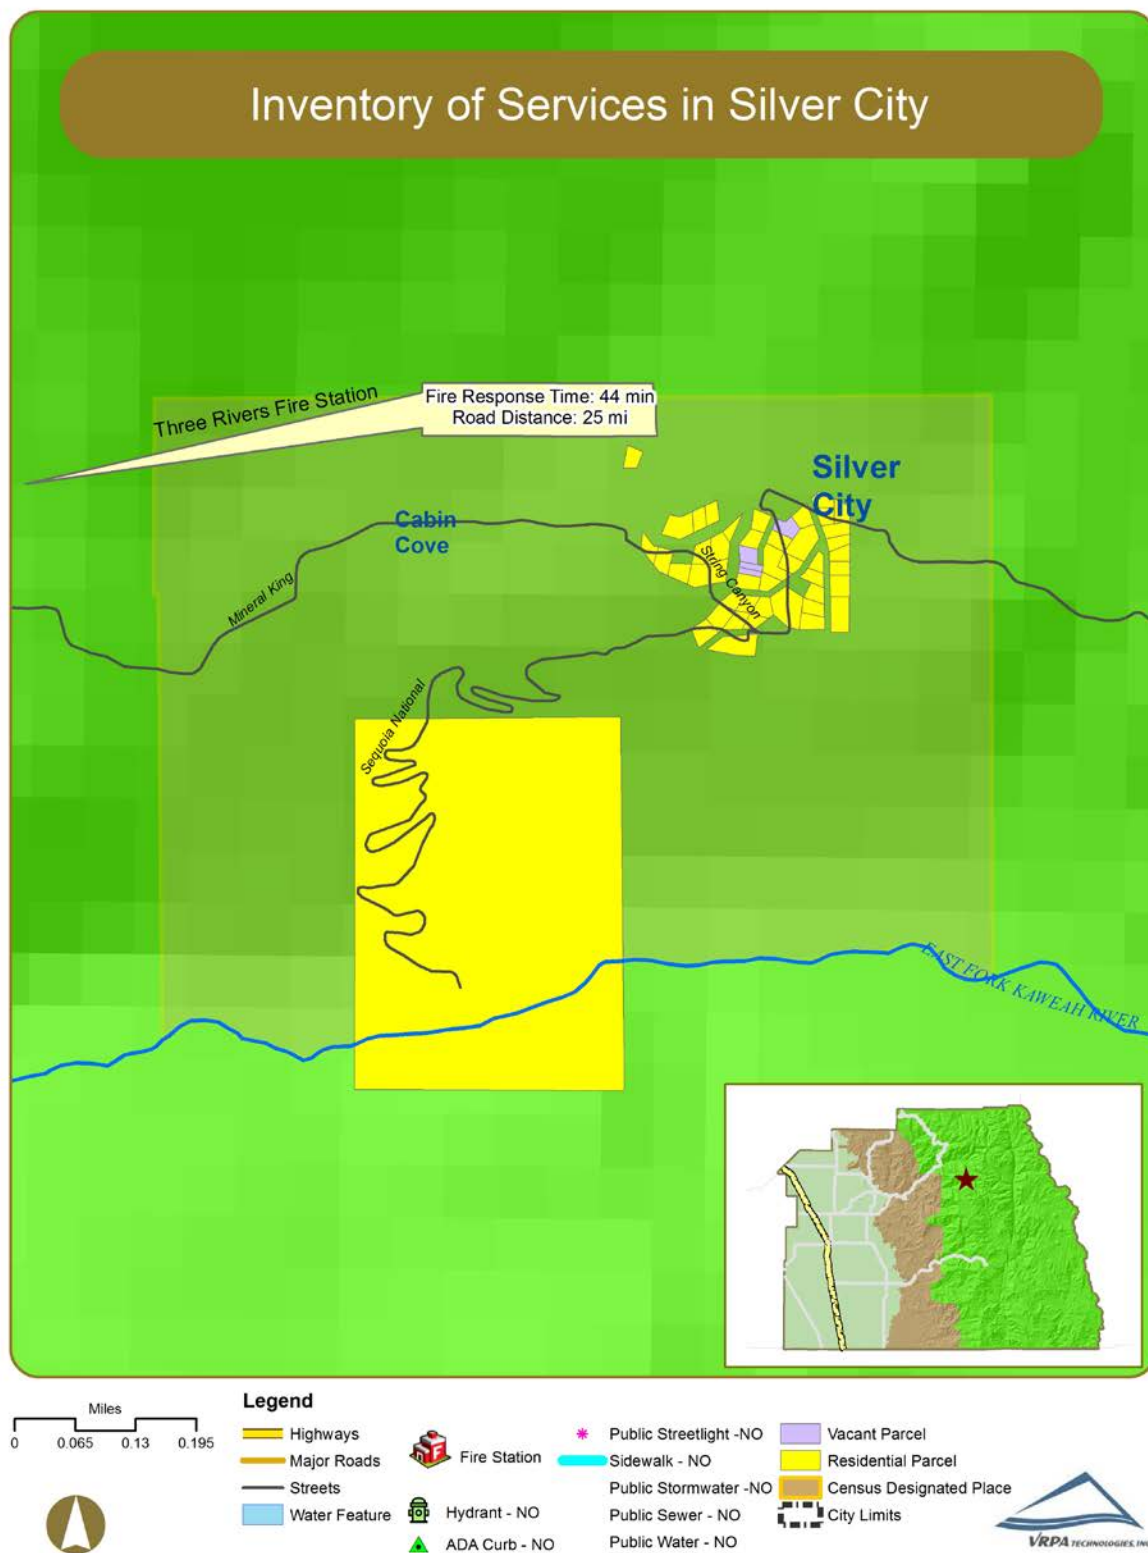 Inventory of Services in Silver City
Three Rivers Fire Station
Fire Response Time: 44 min
Road Distance: 25 mi
Silver
City
Cabin
Cove
Mineral King
String Canyon
Sequoia National
EAST FORK KAWEAH RIVER
Miles
0 0.065 0.13 0.195
Legend
Highways
Major Roads
Streets
Water Feature
Fire Station
Hydrant - NO
ADA Curb - NO
Public Streetlight -NO
Sidewalk - NO
Public Stormwater -NO
Public Sewer - NO
Public Water - NO
Vacant Parcel
Residential Parcel
Census Designated Place
City Limits
VRPA TECHNOLOGIES, INC